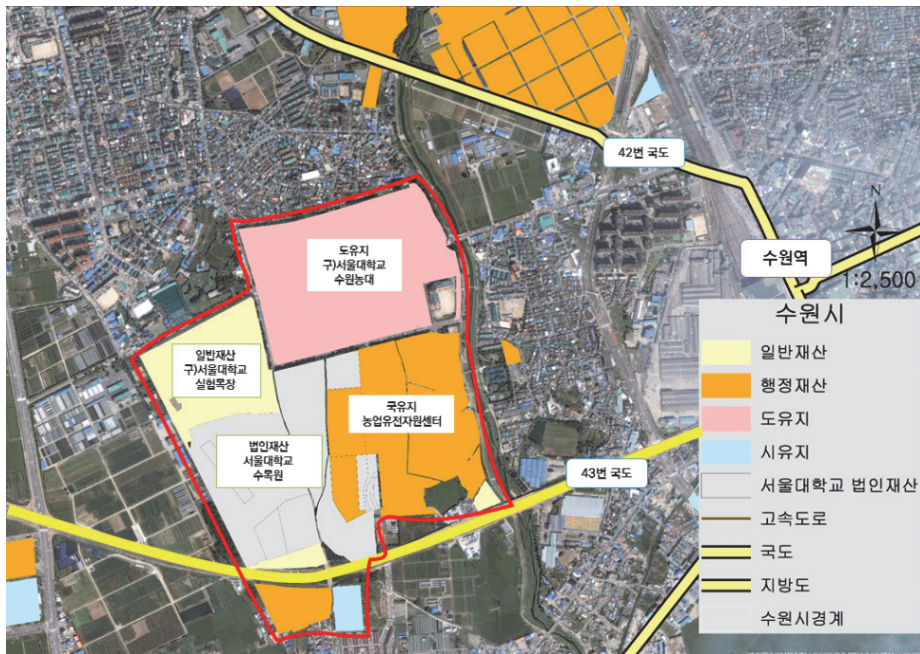 42번 국도
N
수원역
1:2,500
도유지
구)서울대학교
수원농대
일반재산
구)서울대학교
실험목장
국유지
농업유전자원센터
법인재산
서울대학교
수목원
43번 국도
수원시
일반재산
행정재산
도유지
시유지
서울대학교 법인재산
고속도로
국도
지방도
수원시경계